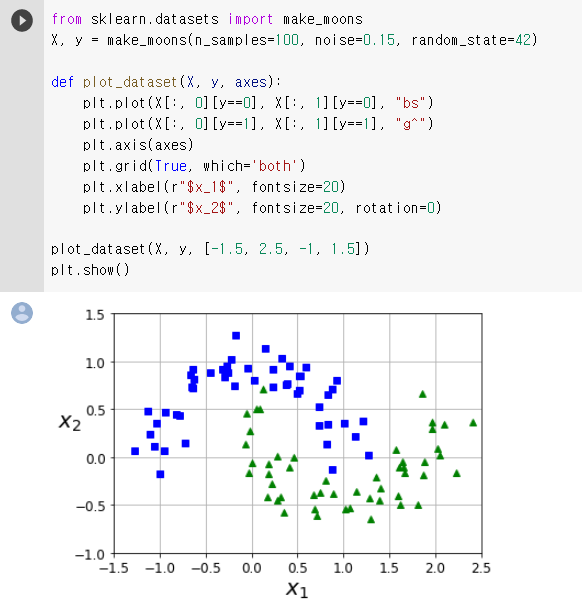 from sklearn.datasets import make_moons
X, y = make_moons(n_samples=100, noise=0.15, random_state=42)
def plot_dataset(X, y, axes):
    plt.plot(X[:, 0][y==0], X[:, 1][y==0], "bs")
    plt.plot(X[:, 0][y==1], X[:, 1][y==1], "g^")
    plt.axis(axes)
    plt.grid(True, which='both')
    plt.xlabel(r"$x_1$", fontsize=20)
    plt.ylabel(r"$x_2$", fontsize=20, rotation=0)
plot_dataset(X, y, [-1.5, 2.5, -1, 1.5])
plt.show()
1.5
1.0
0.5
x2
0.0
−0.5
−1.0
−1.5 −1.0 −0.5 0.0 0.5 1.0 1.5 2.0 2.5
x1